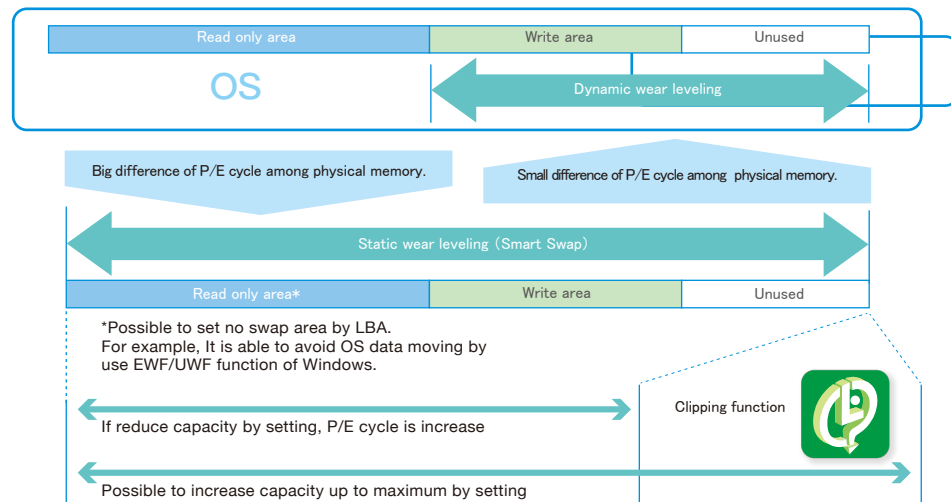 Read only area
Write area
Unused
OS
Dynamic wear leveling
Big difference of P/E cycle among physical memory.
Small difference of P/E cycle among physical memory.
Static wear leveling (Smart Swap)
Read only area*
Write area
Unused
*Possible to set no swap area by LBA.
For example, It is able to avoid OS data moving by
use EWF/UWF function of Windows.
Clipping function
If reduce capacity by setting, P/E cycle is increase
Possible to increase capacity up to maximum by setting